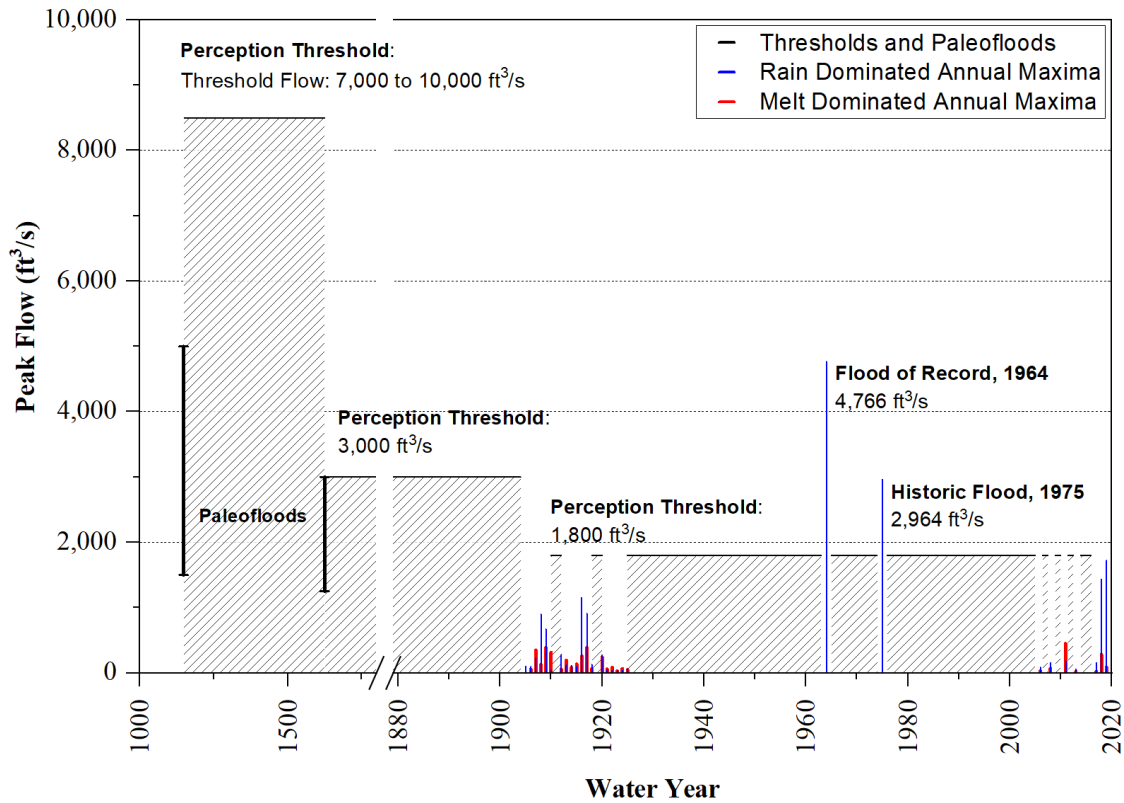 10,000
8,000
6,000
4,000
2,000
0
Peak Flow (ft³/s)
Perception Threshold:
Threshold Flow: 7,000 to 10,000 ft³/s
Thresholds and Paleofloods
Rain Dominated Annual Maxima
Melt Dominated Annual Maxima
Flood of Record, 1964
4,766 ft³/s
Perception Threshold:
3,000 ft³/s
Historic Flood, 1975
2,964 ft³/s
Perception Threshold:
1,800 ft³/s
Paleofloods
1000
1500
1880
1900
1920
1940
1960
1980
2000
2020
Water Year